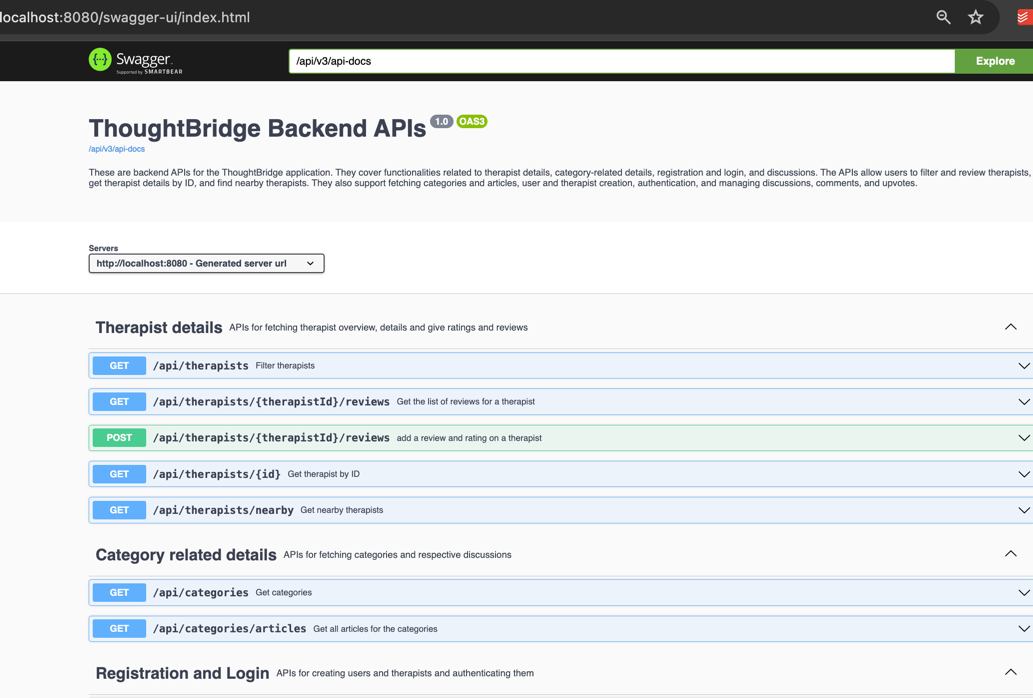 localhost:8080/swagger-ui/index.html
Swagger.
Supported by SMARTBEAR
/api/v3/api-docs
Explore
ThoughtBridge Backend APIs 1.0 OAS3
/api/v3/api-docs
These are backend APIs for the ThoughtBridge application. They cover functionalities related to therapist details, category-related details, registration and login, and discussions. The APIs allow users to filter and review therapists,
get therapist details by ID, and find nearby therapists. They also support fetching categories and articles, user and therapist creation, authentication, and managing discussions, comments, and upvotes.
Servers
http://localhost:8080 - Generated server url
Therapist details APIs for fetching therapist overview, details and give ratings and reviews
GET /api/therapists Filter therapists
GET /api/therapists/{therapistId}/reviews Get the list of reviews for a therapist
POST /api/therapists/{therapistId}/reviews add a review and rating on a therapist
GET /api/therapists/{id} Get therapist by ID
GET /api/therapists/nearby Get nearby therapists
Category related details APIs for fetching categories and respective discussions
GET /api/categories Get categories
GET /api/categories/articles Get all articles for the categories
Registration and Login APIs for creating users and therapists and authenticating them